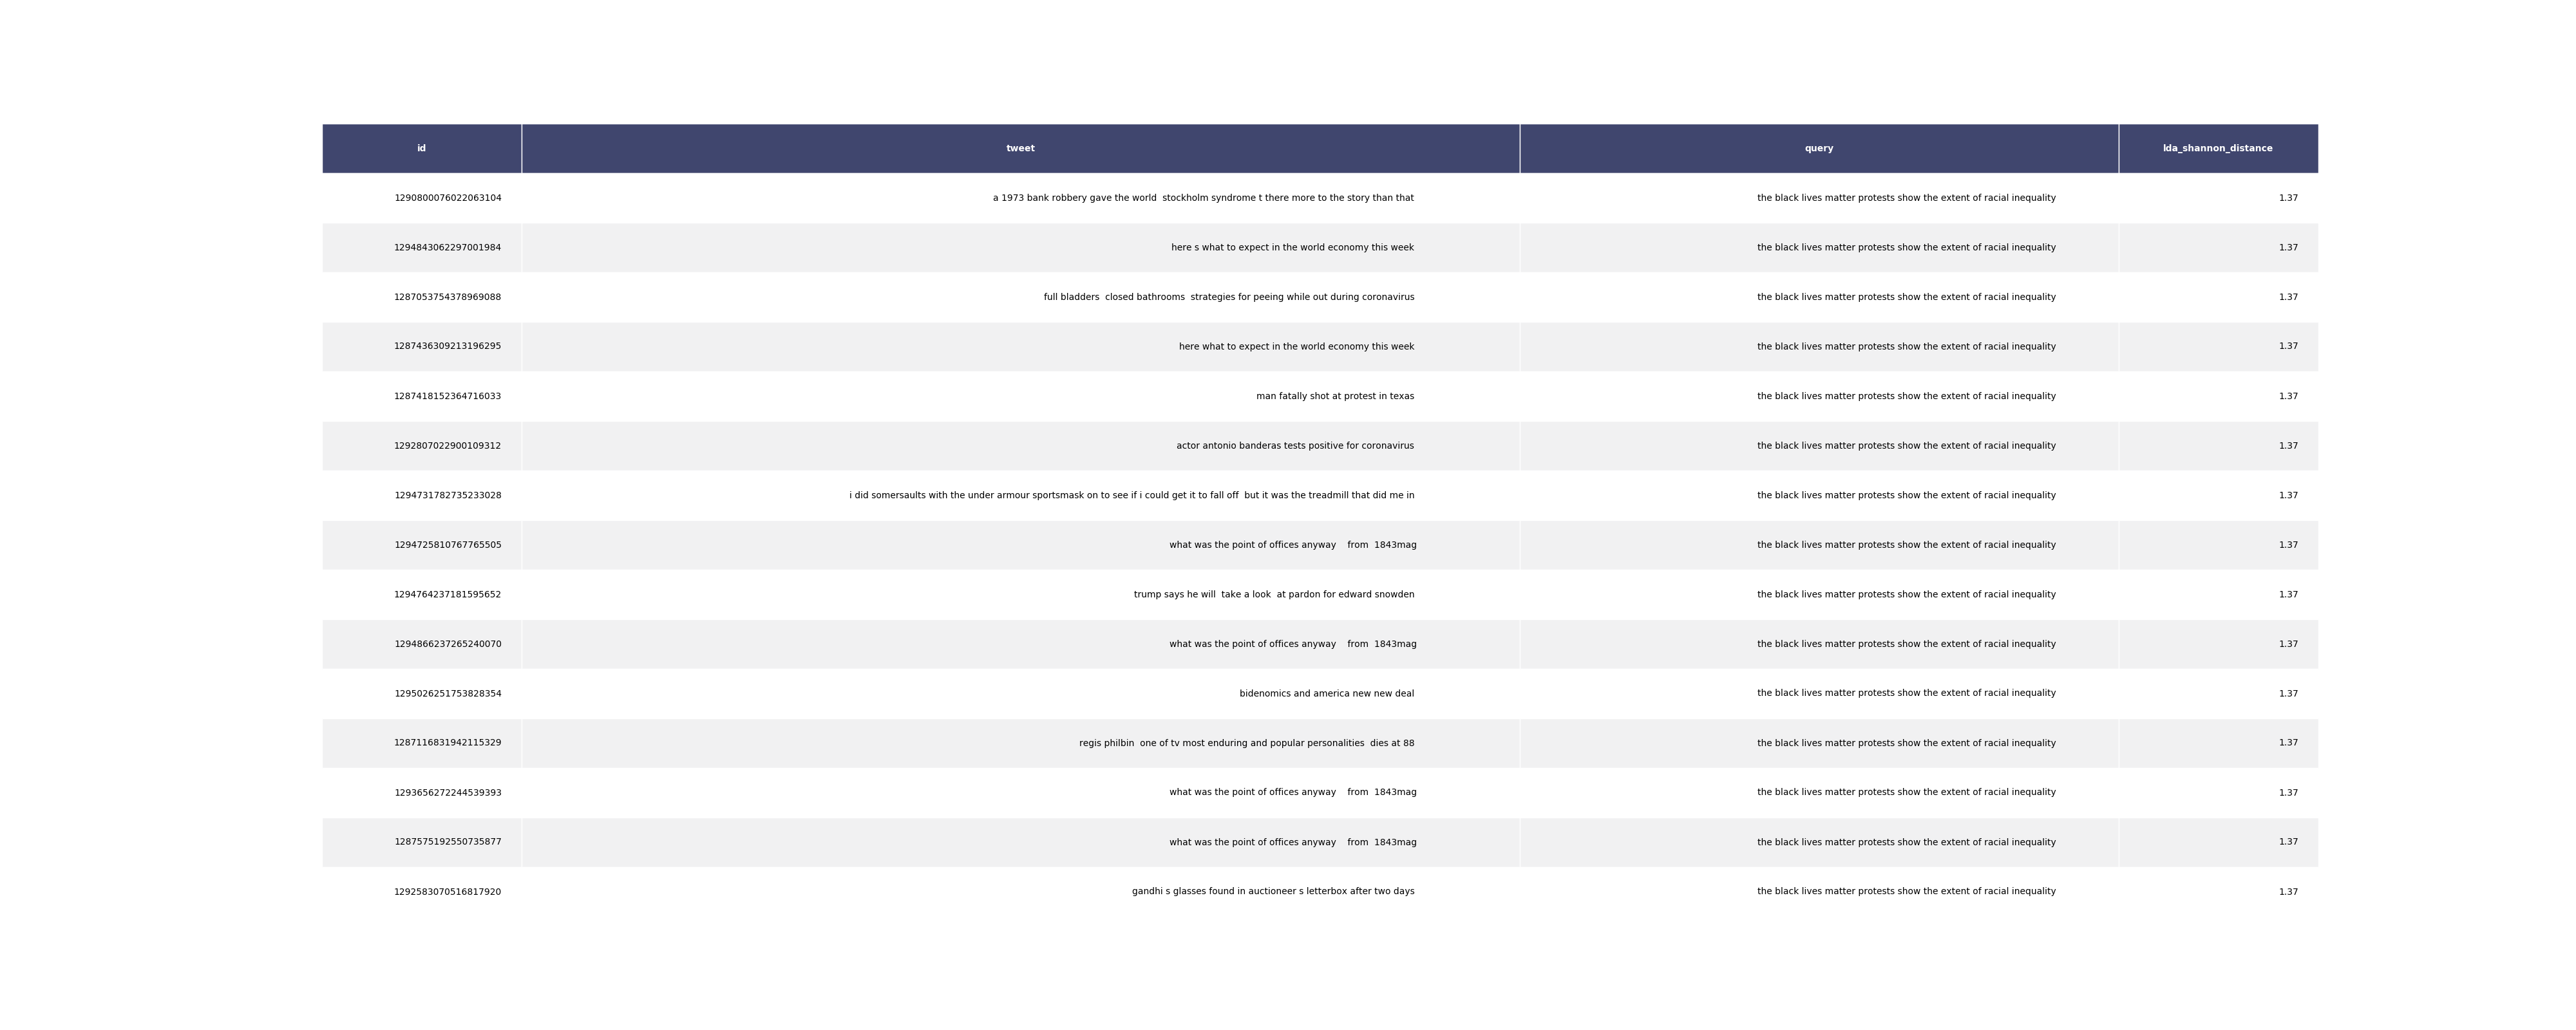 id tweet query lda_shannon_distance
1290800076022063104 a 1973 bank robbery gave the world  stockholm syndrome t there more to the story than that the black lives matter protests show the extent of racial inequality 1.37
1294843062297001984 here s what to expect in the world economy this week the black lives matter protests show the extent of racial inequality 1.37
1287053754378969088 full bladders  closed bathrooms  strategies for peeing while out during coronavirus the black lives matter protests show the extent of racial inequality 1.37
1287436309213196295 here what to expect in the world economy this week the black lives matter protests show the extent of racial inequality 1.37
1287418152364716033 man fatally shot at protest in texas the black lives matter protests show the extent of racial inequality 1.37
1292807022900109312 actor antonio banderas tests positive for coronavirus the black lives matter protests show the extent of racial inequality 1.37
1294731782735233028 i did somersaults with the under armour sportsmask on to see if i could get it to fall off  but it was the treadmill that did me in the black lives matter protests show the extent of racial inequality 1.37
1294725810767765505 what was the point of offices anyway    from  1843mag the black lives matter protests show the extent of racial inequality 1.37
1294764237181595652 trump says he will  take a look  at pardon for edward snowden the black lives matter protests show the extent of racial inequality 1.37
1294866237265240070 what was the point of offices anyway    from  1843mag the black lives matter protests show the extent of racial inequality 1.37
1295026251753828354 bidenomics and america new new deal the black lives matter protests show the extent of racial inequality 1.37
1287116831942115329 regis philbin  one of tv most enduring and popular personalities  dies at 88 the black lives matter protests show the extent of racial inequality 1.37
1293656272244539393 what was the point of offices anyway    from  1843mag the black lives matter protests show the extent of racial inequality 1.37
1287575192550735877 what was the point of offices anyway    from  1843mag the black lives matter protests show the extent of racial inequality 1.37
1292583070516817920 gandhi s glasses found in auctioneer s letterbox after two days the black lives matter protests show the extent of racial inequality 1.37